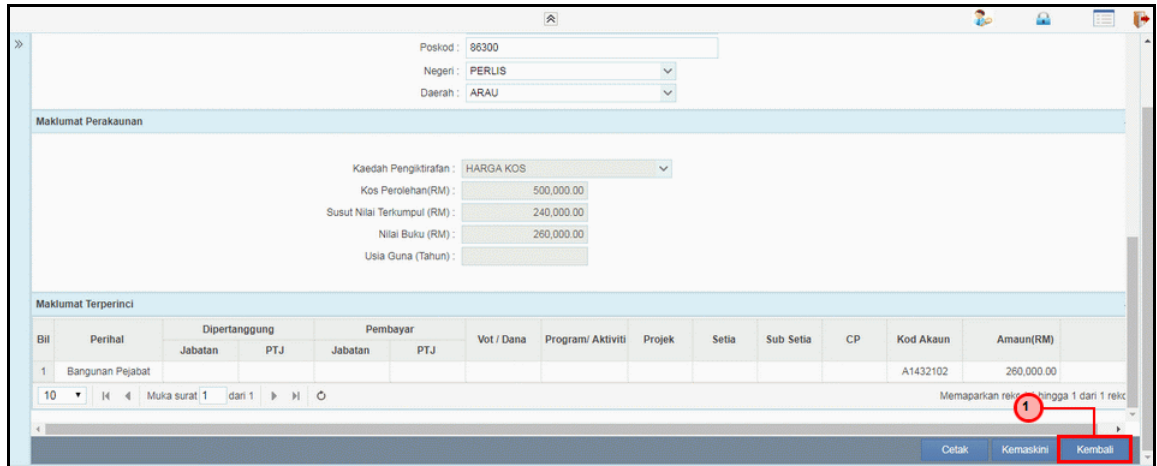 Poskod : 86300
Negeri : PERLIS
Daerah : ARAU
Maklumat Perakaunan
Kaedah Pengiktirafan : HARGA KOS
Kos Perolehan(RM) : 500,000.00
Susut Nilai Terkumpul (RM) : 240,000.00
Nilai Buku (RM) : 260,000.00
Usia Guna (Tahun) :
Maklumat Terperinci
Bil Perihal Dipertanggung Pembayar Vot / Dana Program/ Aktiviti Projek Setia Sub Setia CP Kod Akaun Amaun(RM)
Jabatan PTJ Jabatan PTJ
1 Bangunan Pejabat A1432102 260,000.00
10 Muka surat 1 dari 1 Memaparkan hingga 1 dari 1
1
Cetak Kemaskini Kembali